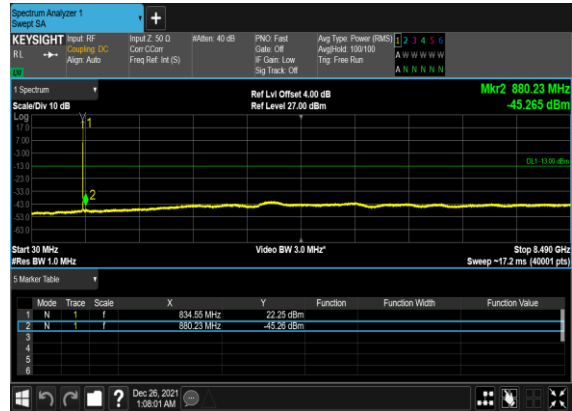 Spectrum Analyzer 1
Swept SA
+
KEYSIGHT Input: RF Input Z: 50 Ω #Atten: 40 dB PNO: Fast Avg Type: Power (RMS) 1 2 3 4 5 6
RL Coupling: DC Corr CCorr Gate: Off Avg|Hold: 100/100 A W W W W W
Align: Auto Freq Ref: Int (S) IF Gain: Low Trig: Free Run
Sig Track: Off A N N N N N
1 Spectrum Ref Lvl Offset 4.00 dB Mkr2 880.23 MHz
Scale/Div 10 dB Ref Level 27.00 dBm -45.265 dBm
Log
17.0 1
7.00
-3.00
-13.0 DL1 -13.00 dBm
-23.0
-33.0 2
-43.0
-53.0
-63.0
Start 30 MHz Video BW 3.0 MHz* Stop 8.490 GHz
#Res BW 1.0 MHz Sweep ~17.2 ms (40001 pts)
5 Marker Table
Mode Trace Scale X Y Function Function Width Function Value
1 N 1 f 834.55 MHz 22.25 dBm
2 N 1 f 880.23 MHz -45.26 dBm
3
4
5
6
? Dec 26, 2021
1:08:01 AM